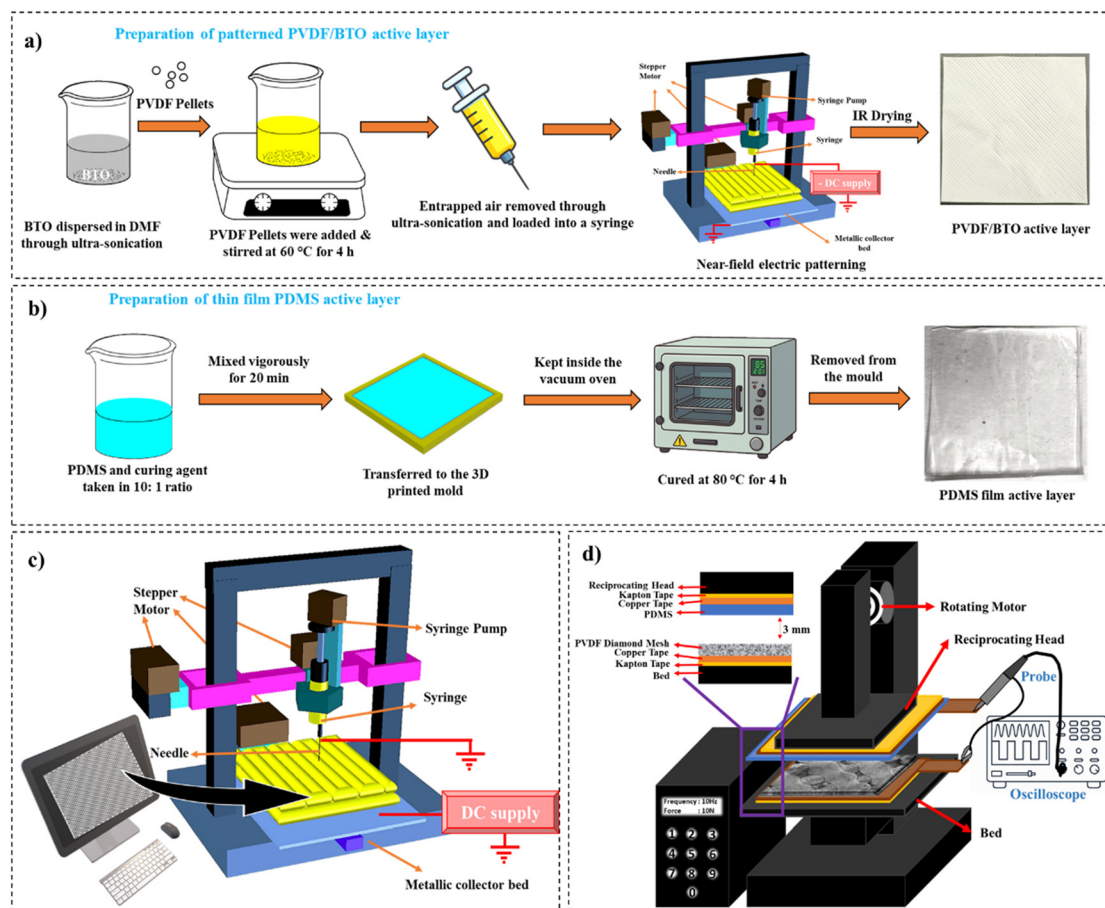 a)
Preparation of patterned PVDF/BTO active layer
PVDF Pellets
BTO
BTO dispersed in DMF
through ultra-sonication
PVDF Pellets were added &
stirred at 60 °C for 4 h
Entrapped air removed through
ultra-sonication and loaded into a syringe
Stepper
Motor
Syringe Pump
Syringe
Needle
- DC supply
Metallic collector
bed
Near-field electric patterning
IR Drying
PVDF/BTO active layer
b)
Preparation of thin film PDMS active layer
PDMS and curing agent
taken in 10: 1 ratio
Mixed vigorously
for 20 min
Transferred to the 3D
printed mold
Kept inside the
vacuum oven
Cured at 80 °C for 4 h
Removed from
the mould
PDMS film active layer
c)
Stepper
Motor
Syringe Pump
Syringe
Needle
DC supply
Metallic collector bed
d)
Reciprocating Head
Kapton Tape
Copper Tape
PDMS
3 mm
PVDF Diamond Mesh
Copper Tape
Kapton Tape
Bed
Rotating Motor
Reciprocating Head
Probe
Oscilloscope
Bed
Frequency : 10Hz
Force : 10N
1 2 3
4 5 6
7 8 9
0